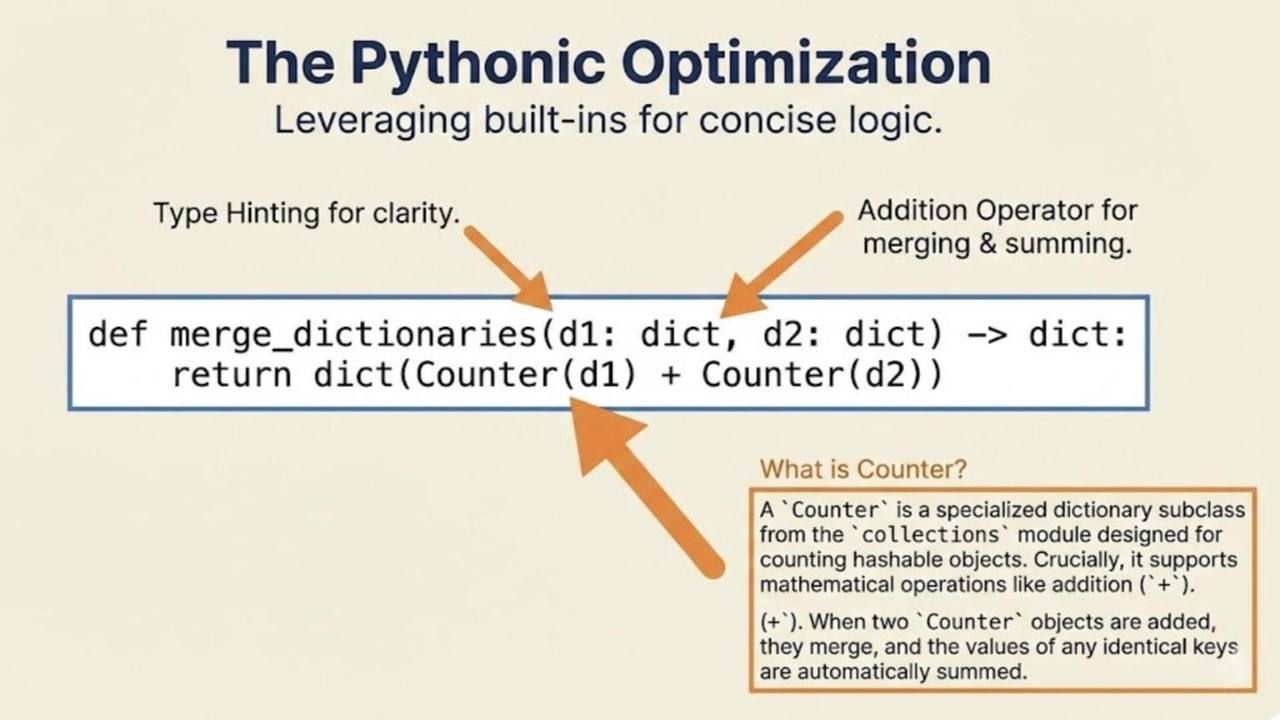 The Pythonic Optimization
Leveraging built-ins for concise logic.
Type Hinting for clarity.
Addition Operator for
merging & summing.
def merge_dictionaries(d1: dict, d2: dict) -> dict:
    return dict(Counter(d1) + Counter(d2))
What is Counter?
A `Counter` is a specialized dictionary subclass
from the `collections` module designed for
counting hashable objects. Crucially, it supports
mathematical operations like addition (`+`).
(+`). When two `Counter` objects are added,
they merge, and the values of any identical keys
are automatically summed.